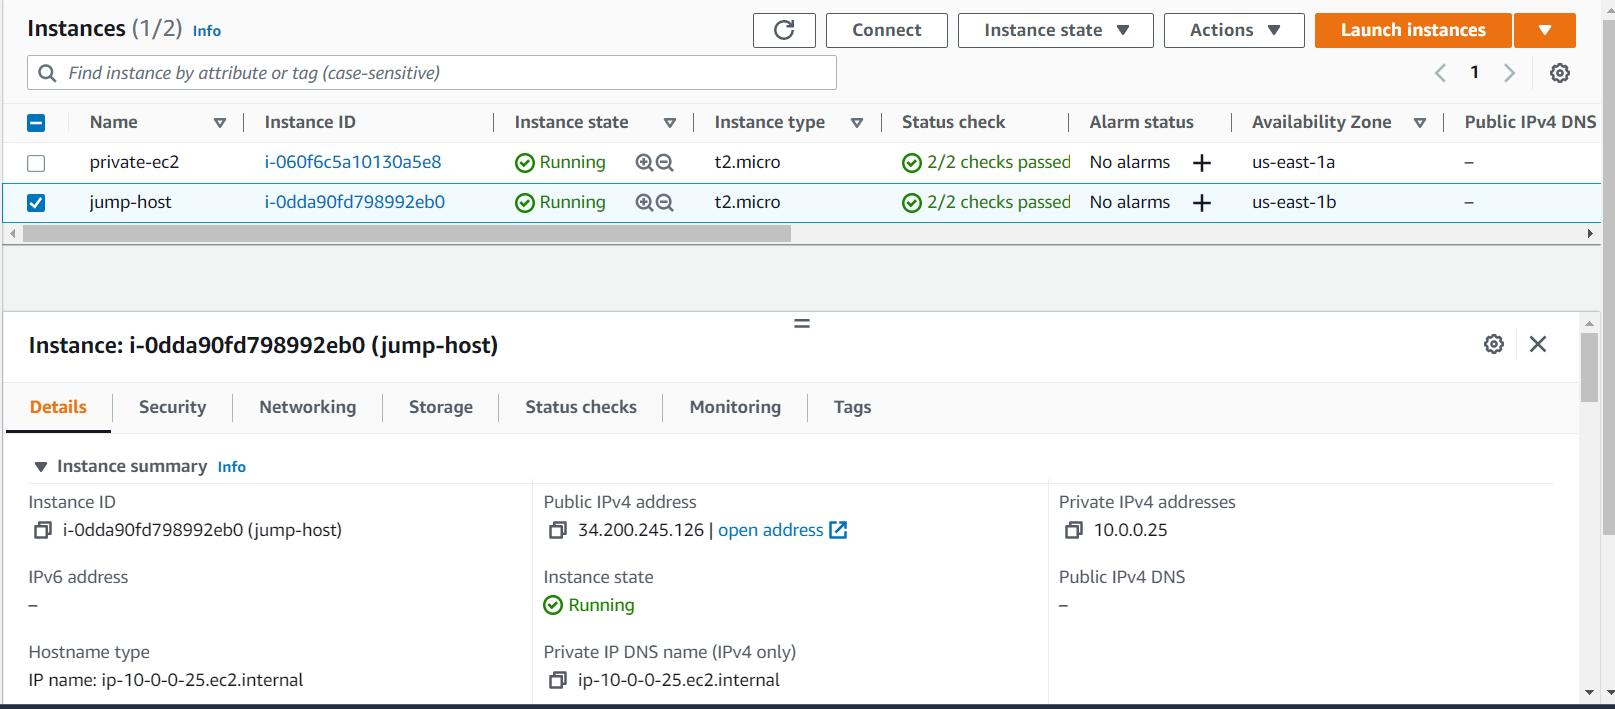 Instances (1/2) Info Connect Instance state Actions Launch instances
Find instance by attribute or tag (case-sensitive) 1
Name Instance ID Instance state Instance type Status check Alarm status Availability Zone Public IPv4 DNS
private-ec2 i-060f6c5a10130a5e8 Running t2.micro 2/2 checks passed No alarms + us-east-1a –
jump-host i-0dda90fd798992eb0 Running t2.micro 2/2 checks passed No alarms + us-east-1b –
Instance: i-0dda90fd798992eb0 (jump-host)
Details Security Networking Storage Status checks Monitoring Tags
Instance summary Info
Instance ID Public IPv4 address Private IPv4 addresses
i-0dda90fd798992eb0 (jump-host) 34.200.245.126 | open address 10.0.0.25
IPv6 address Instance state Public IPv4 DNS
– Running –
Hostname type Private IP DNS name (IPv4 only)
IP name: ip-10-0-0-25.ec2.internal ip-10-0-0-25.ec2.internal